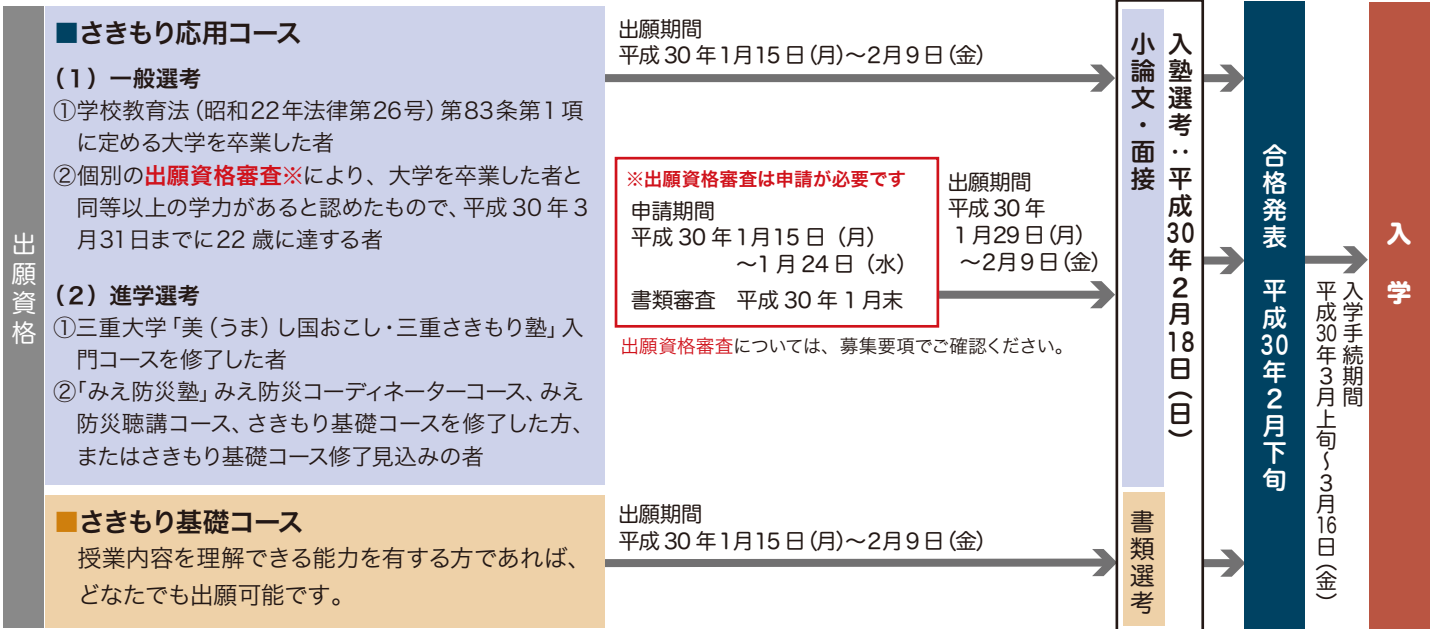 出願資格
■さきもり応用コース
(1)一般選考
①学校教育法(昭和22年法律第26号)第83条第1項
に定める大学を卒業した者
②個別の出願資格審査※により、大学を卒業した者と
同等以上の学力があると認めたもので、平成30年3
月31日までに22歳に達する者
(2)進学選考
①三重大学「美(うま)し国おこし・三重さきもり塾」入
門コースを修了した者
②「みえ防災塾」みえ防災コーディネーターコース、みえ
防災聴講コース、さきもり基礎コースを修了した方、
またはさきもり基礎コース修了見込みの者
■さきもり基礎コース
授業内容を理解できる能力を有する方であれば、
どなたでも出願可能です。
出願期間
平成30年1月15日(月)〜2月9日(金)
※出願資格審査は申請が必要です
申請期間
平成30年1月15日(月)
〜1月24日(水)
書類審査 平成30年1月末
出願期間
平成30年
1月29日(月)
〜2月9日(金)
出願資格審査については、募集要項でご確認ください。
出願期間
平成30年1月15日(月)〜2月9日(金)
入塾選考:平成30年2月18日(日)
小論文・面接
書類選考
合格発表 平成30年2月下旬
入学手続期間
平成30年3月上旬〜3月16日(金)
入学